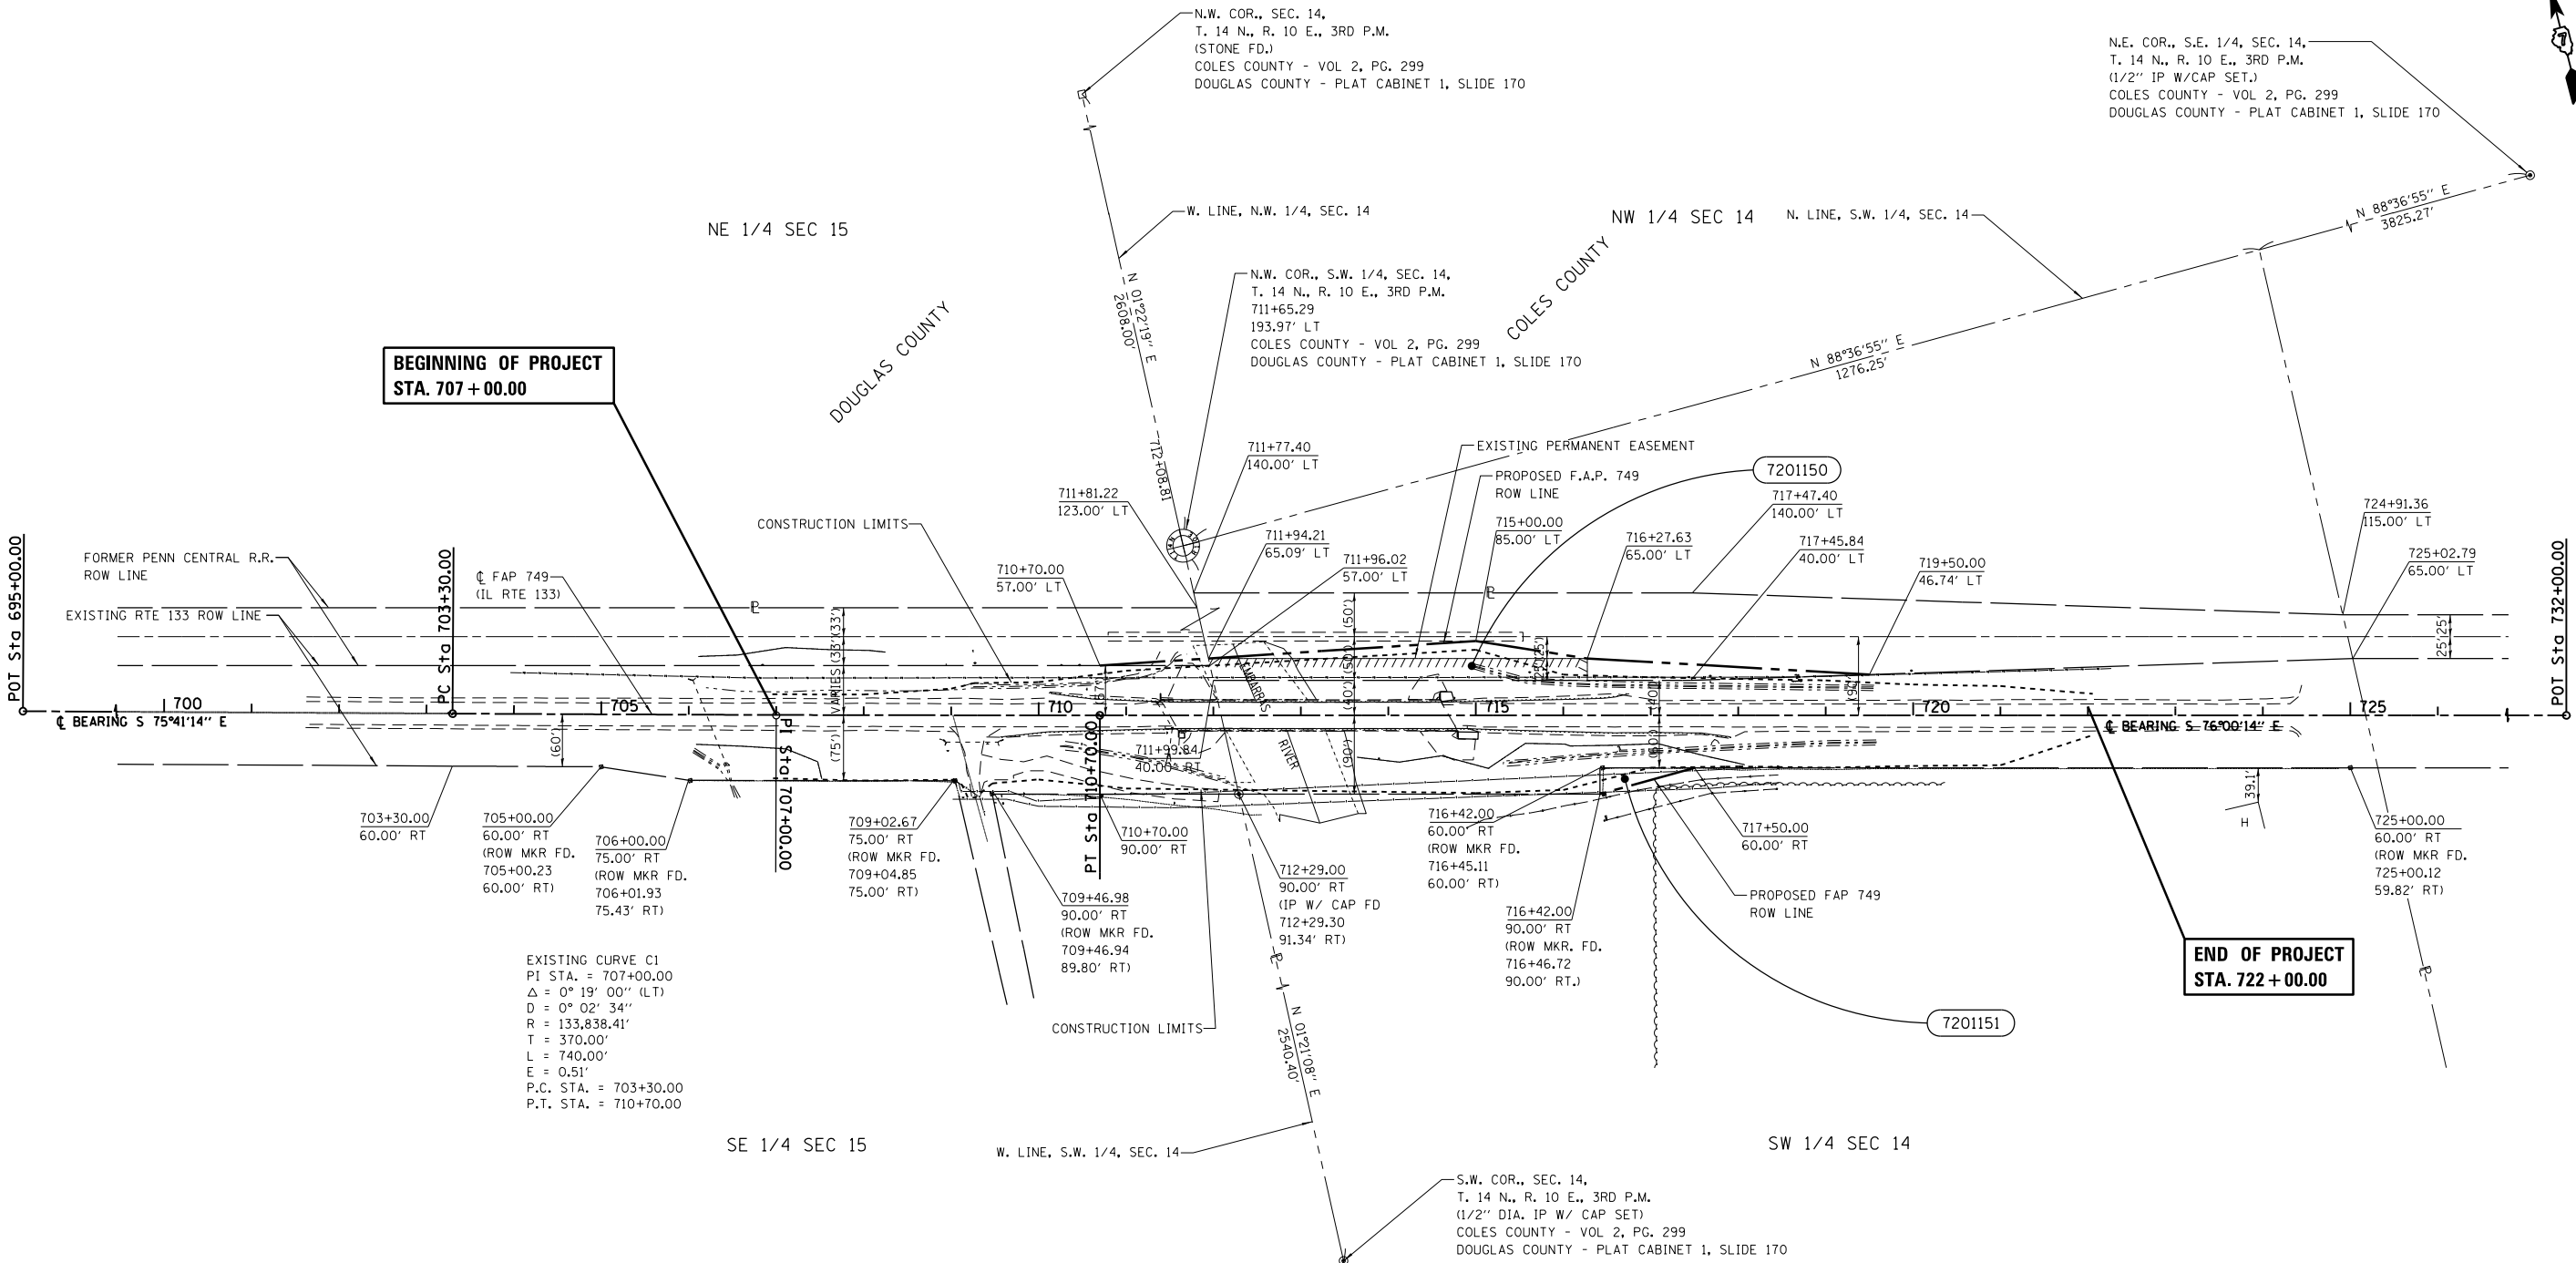 N.W. COR., SEC. 14,
T. 14 N., R. 10 E., 3RD P.M.
(STONE FD.)
COLES COUNTY - VOL 2, PG. 299
DOUGLAS COUNTY - PLAT CABINET 1, SLIDE 170
N.E. COR., S.E. 1/4, SEC. 14,
T. 14 N., R. 10 E., 3RD P.M.
(1/2" IP W/CAP SET.)
COLES COUNTY - VOL 2, PG. 299
DOUGLAS COUNTY - PLAT CABINET 1, SLIDE 170
NE 1/4 SEC 15
W. LINE, N.W. 1/4, SEC. 14
NW 1/4 SEC 14
N. LINE, S.W. 1/4, SEC. 14
N 88°36'55" E
3825.27'
N 01°22'19" E
2608.00'
N.W. COR., S.W. 1/4, SEC. 14,
T. 14 N., R. 10 E., 3RD P.M.
711+65.29
193.97' LT
COLES COUNTY - VOL 2, PG. 299
DOUGLAS COUNTY - PLAT CABINET 1, SLIDE 170
DOUGLAS COUNTY
COLES COUNTY
N 88°36'55" E
1276.25'
BEGINNING OF PROJECT
STA. 707+00.00
712+08.81
711+77.40
140.00' LT
EXISTING PERMANENT EASEMENT
PROPOSED F.A.P. 749
ROW LINE
7201150
711+81.22
123.00' LT
CONSTRUCTION LIMITS
711+94.21
65.09' LT
711+96.02
57.00' LT
715+00.00
85.00' LT
716+27.63
65.00' LT
717+47.40
140.00' LT
717+45.84
40.00' LT
719+50.00
46.74' LT
724+91.36
115.00' LT
725+02.79
65.00' LT
POT Sta 695+00.00
FORMER PENN CENTRAL R.R.
ROW LINE
EXISTING RTE 133 ROW LINE
PC Sta 703+30.00
℄ FAP 749
(IL RTE 133)
710+70.00
57.00' LT
POT Sta 732+00.00
(33')
(33')
VARIES
(75')
(60')
(50')
(50')
(40')
(90')
25'
25'
700
705
710
715
720
725
℄ BEARING S 75°41'14" E
℄ BEARING S 76°00'14" E
PI Sta 707+00.00
PT Sta 710+70.00
EMBARRAS
RIVER
711+99.84
40.00' RT
39.1'
H
703+30.00
60.00' RT
705+00.00
60.00' RT
(ROW MKR FD.
705+00.23
60.00' RT)
706+00.00
75.00' RT
(ROW MKR FD.
706+01.93
75.43' RT)
709+02.67
75.00' RT
(ROW MKR FD.
709+04.85
75.00' RT)
709+46.98
90.00' RT
(ROW MKR FD.
709+46.94
89.80' RT)
710+70.00
90.00' RT
712+29.00
90.00' RT
(IP W/ CAP FD
712+29.30
91.34' RT)
716+42.00
60.00' RT
(ROW MKR FD.
716+45.11
60.00' RT)
716+42.00
90.00' RT
(ROW MKR. FD.
716+46.72
90.00' RT.)
717+50.00
60.00' RT
PROPOSED FAP 749
ROW LINE
725+00.00
60.00' RT
(ROW MKR FD.
725+00.12
59.82' RT)
END OF PROJECT
STA. 722+00.00
EXISTING CURVE C1
PI STA. = 707+00.00
Δ = 0° 19' 00" (LT)
D = 0° 02' 34"
R = 133,838.41'
T = 370.00'
L = 740.00'
E = 0.51'
P.C. STA. = 703+30.00
P.T. STA. = 710+70.00
CONSTRUCTION LIMITS
N 01°21'08" E
2540.40'
7201151
SE 1/4 SEC 15
W. LINE, S.W. 1/4, SEC. 14
SW 1/4 SEC 14
S.W. COR., SEC. 14,
T. 14 N., R. 10 E., 3RD P.M.
(1/2" DIA. IP W/ CAP SET)
COLES COUNTY - VOL 2, PG. 299
DOUGLAS COUNTY - PLAT CABINET 1, SLIDE 170